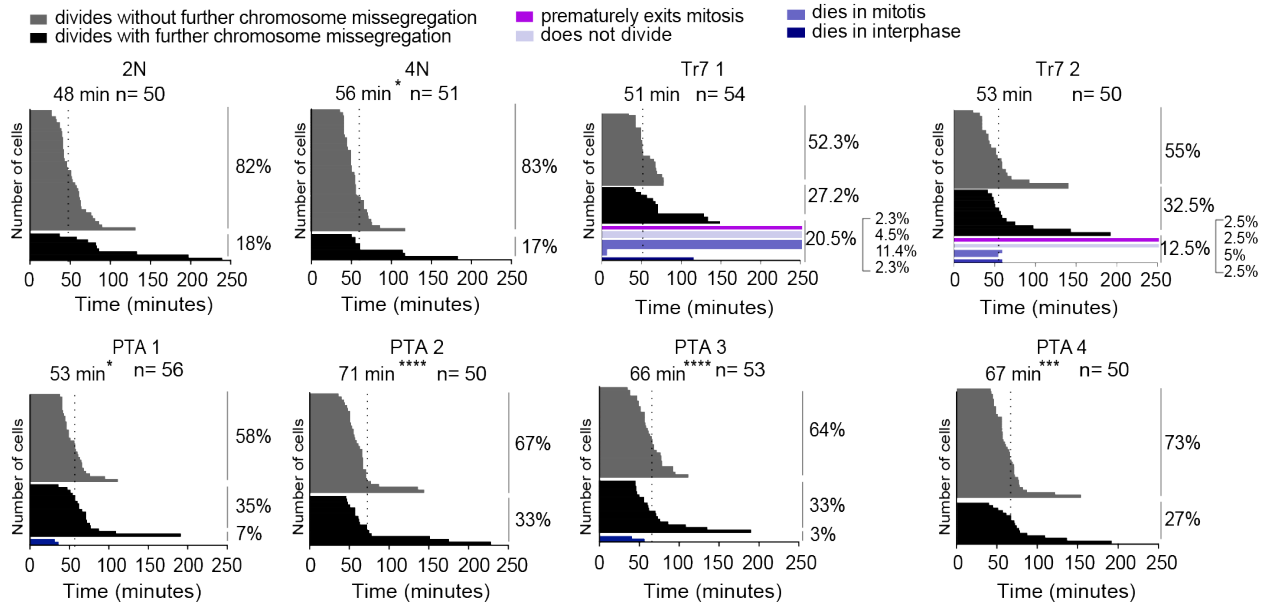 divides without further chromosome missegregation
divides with further chromosome missegregation
prematurely exits mitosis
does not divide
dies in mitotis
dies in interphase
2N
48 min n= 50
Number of cells
82%
18%
0 50 100 150 200 250
Time (minutes)
4N
56 min * n= 51
Number of cells
83%
17%
0 50 100 150 200 250
Time (minutes)
Tr7 1
51 min n= 54
Number of cells
52.3%
27.2%
20.5%
2.3%
4.5%
11.4%
2.3%
0 50 100 150 200 250
Time (minutes)
Tr7 2
53 min n= 50
Number of cells
55%
32.5%
12.5%
2.5%
2.5%
5%
2.5%
0 50 100 150 200 250
Time (minutes)
PTA 1
53 min * n= 56
Number of cells
58%
35%
7%
0 50 100 150 200 250
Time (minutes)
PTA 2
71 min **** n= 50
Number of cells
67%
33%
0 50 100 150 200 250
Time (minutes)
PTA 3
66 min **** n= 53
Number of cells
64%
33%
3%
0 50 100 150 200 250
Time (minutes)
PTA 4
67 min *** n= 50
Number of cells
73%
27%
0 50 100 150 200 250
Time (minutes)